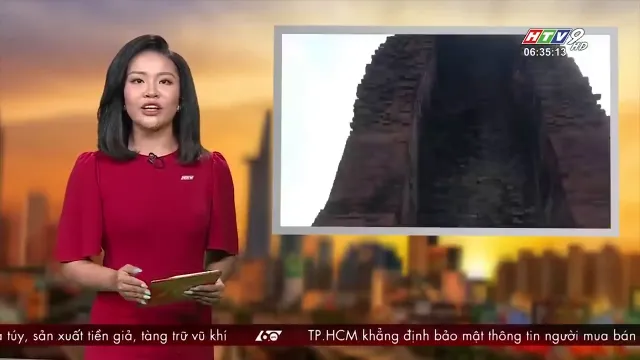 HTV9 HD
06:35:13
HTV
a túy, sản xuất tiền giả, tàng trữ vũ khí
60
TP.HCM khẳng định bảo mật thông tin người mua bán